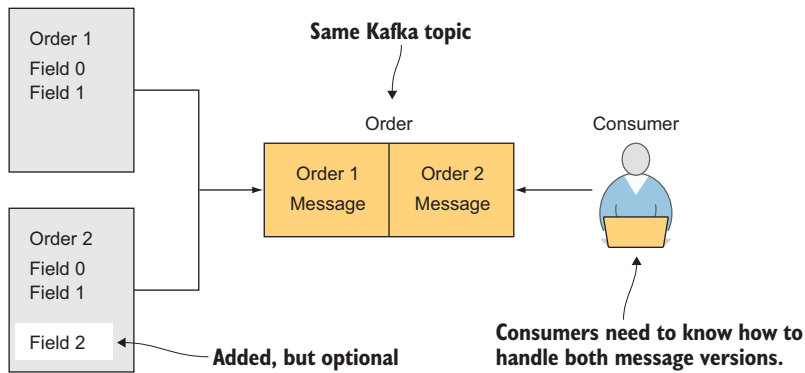 Order 1
Field 0
Field 1
Same Kafka topic
Order
Consumer
Order 1
Message
Order 2
Message
Order 2
Field 0
Field 1
Field 2
Added, but optional
Consumers need to know how to
handle both message versions.